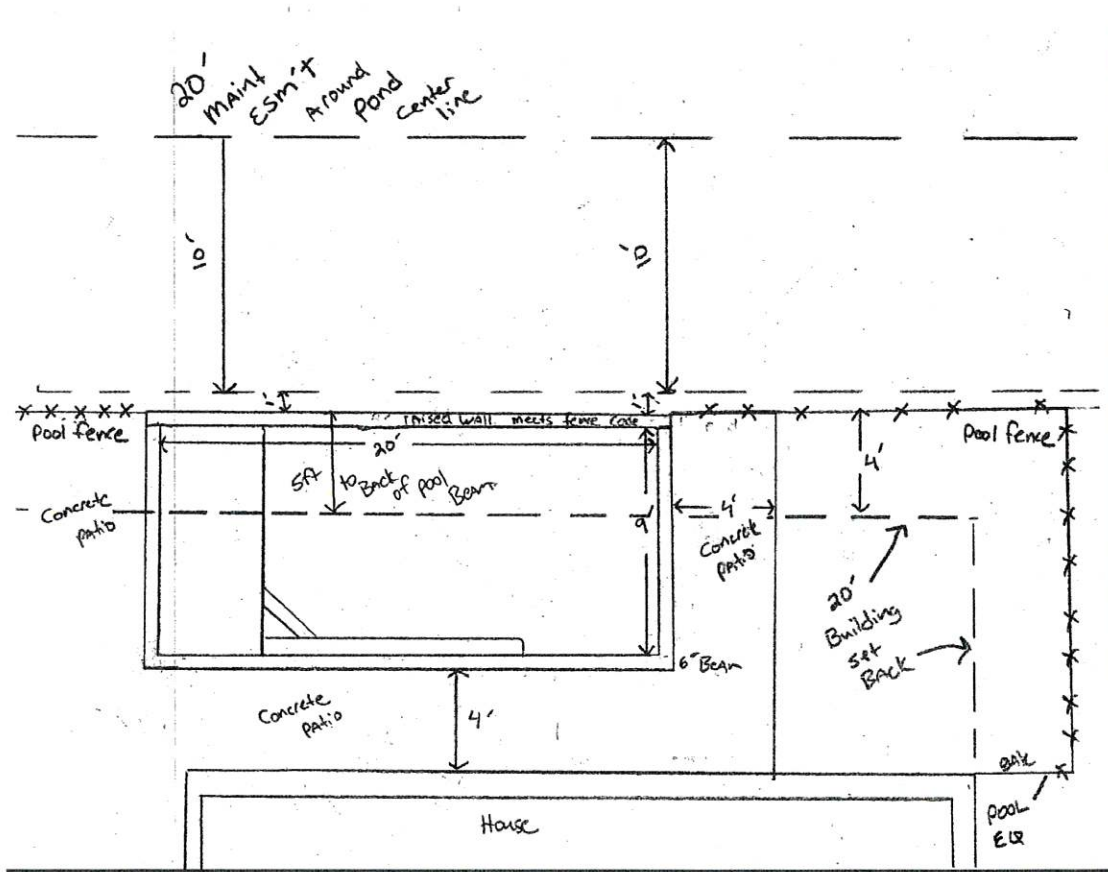 20'
MAint
ESm't
Around
Pond
center
line
10'
10'
1'
1'
raised wall meets fence code
Pool fence
Pool fence
20'
5ft
to Back
of pool
Beam
4'
9'
4'
Concrete
patio
Concrete
patio
20'
Building
set
BACK
6" Beam
Concrete
patio
4'
House
POOL
EQ